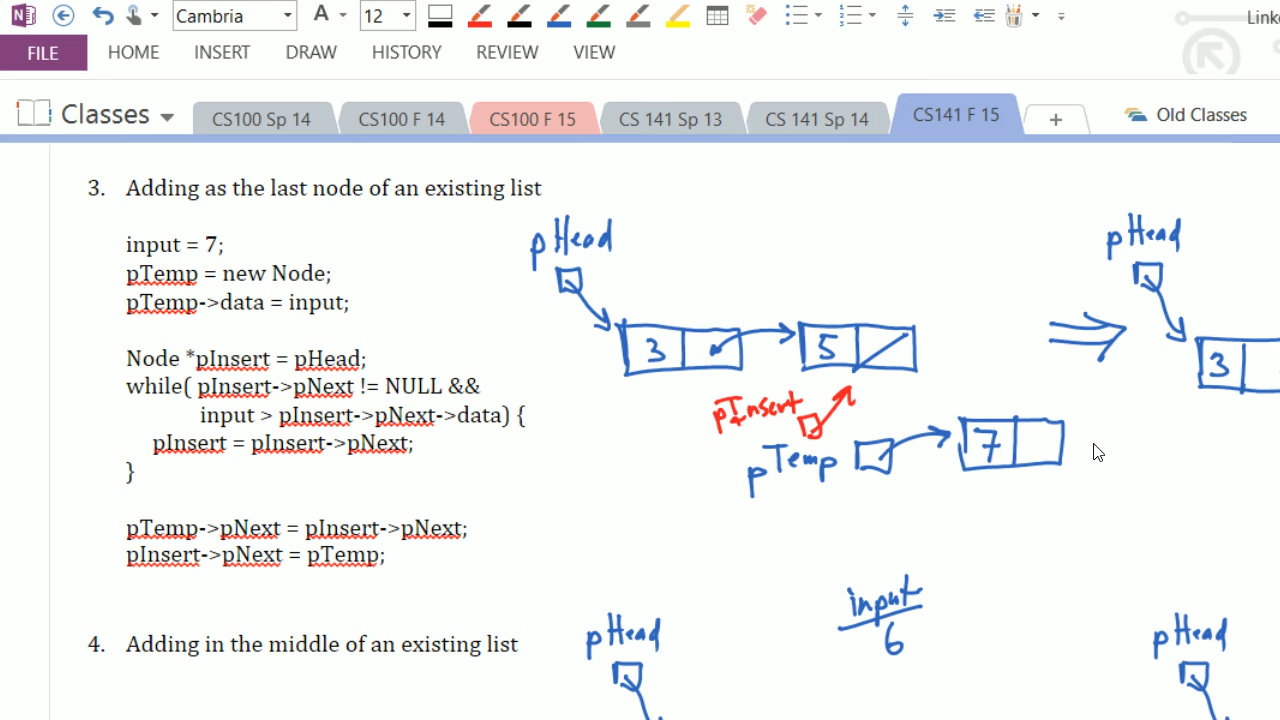 Cambria
A
12
Linke
FILE
HOME
INSERT
DRAW
HISTORY
REVIEW
VIEW
Classes
CS100 Sp 14
CS100 F 14
CS100 F 15
CS 141 Sp 13
CS 141 Sp 14
CS141 F 15
+
Old Classes
3. Adding as the last node of an existing list
input = 7;
pTemp = new Node;
pTemp->data = input;
Node *pInsert = pHead;
while( pInsert->pNext != NULL &&
input > pInsert->pNext->data) {
pInsert = pInsert->pNext;
}
pTemp->pNext = pInsert->pNext;
pInsert->pNext = pTemp;
pHead
3
5
pInsert
pTemp
7
pHead
3
4. Adding in the middle of an existing list
pHead
input
6
pHead